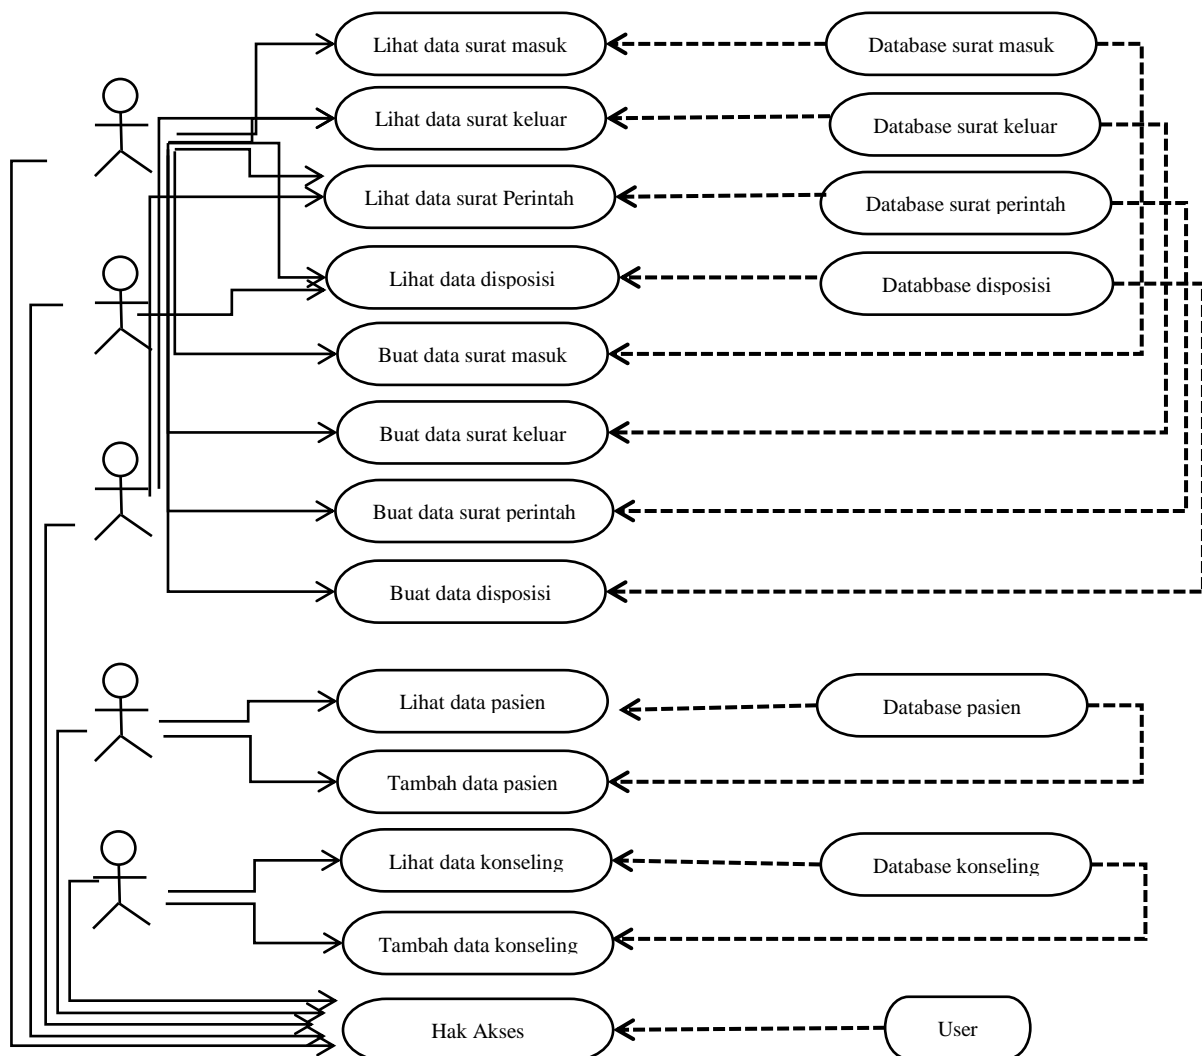 Lihat data surat masuk
Database surat masuk
Lihat data surat keluar
Database surat keluar
Lihat data surat Perintah
Database surat perintah
Lihat data disposisi
Databbase disposisi
Buat data surat masuk
Buat data surat keluar
Buat data surat perintah
Buat data disposisi
Lihat data pasien
Database pasien
Tambah data pasien
Lihat data konseling
Database konseling
Tambah data konseling
Hak Akses
User